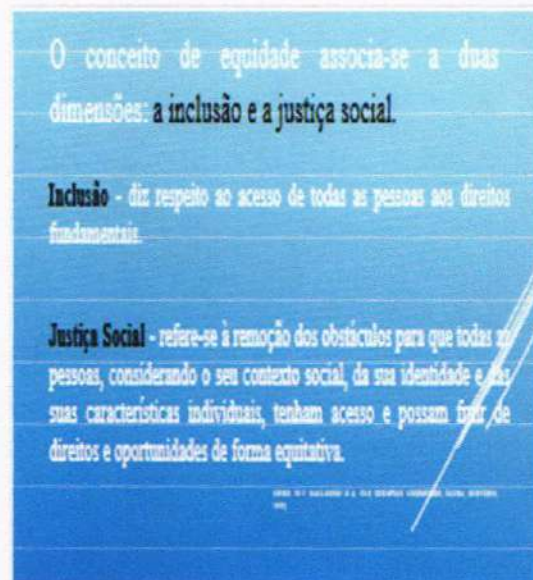 O conceito de equidade associa-se a duas
dimensões: a inclusão e a justiça social.
Inclusão - diz respeito ao acesso de todas as pessoas aos direitos
fundamentais.
Justiça Social - refere-se à remoção dos obstáculos para que todas as
pessoas, considerando o seu contexto social, da sua identidade e das
suas características individuais, tenham acesso e possam fruir de
direitos e oportunidades de forma equitativa.